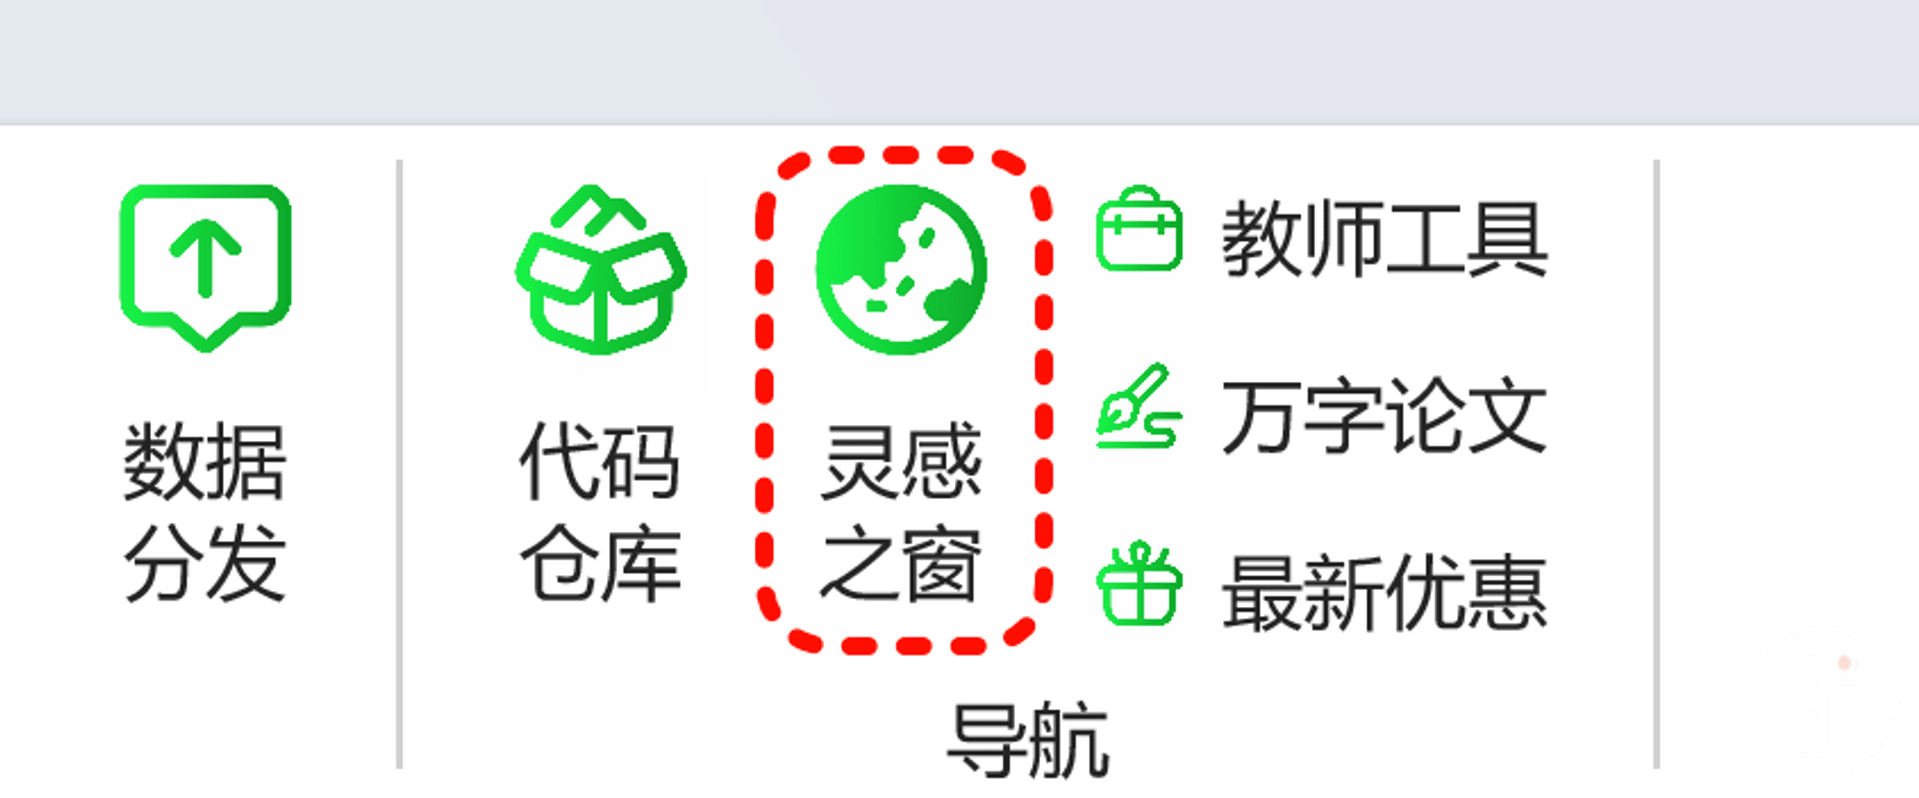 数据
分发
代码
仓库
灵感
之窗
教师工具
万字论文
最新优惠
导航